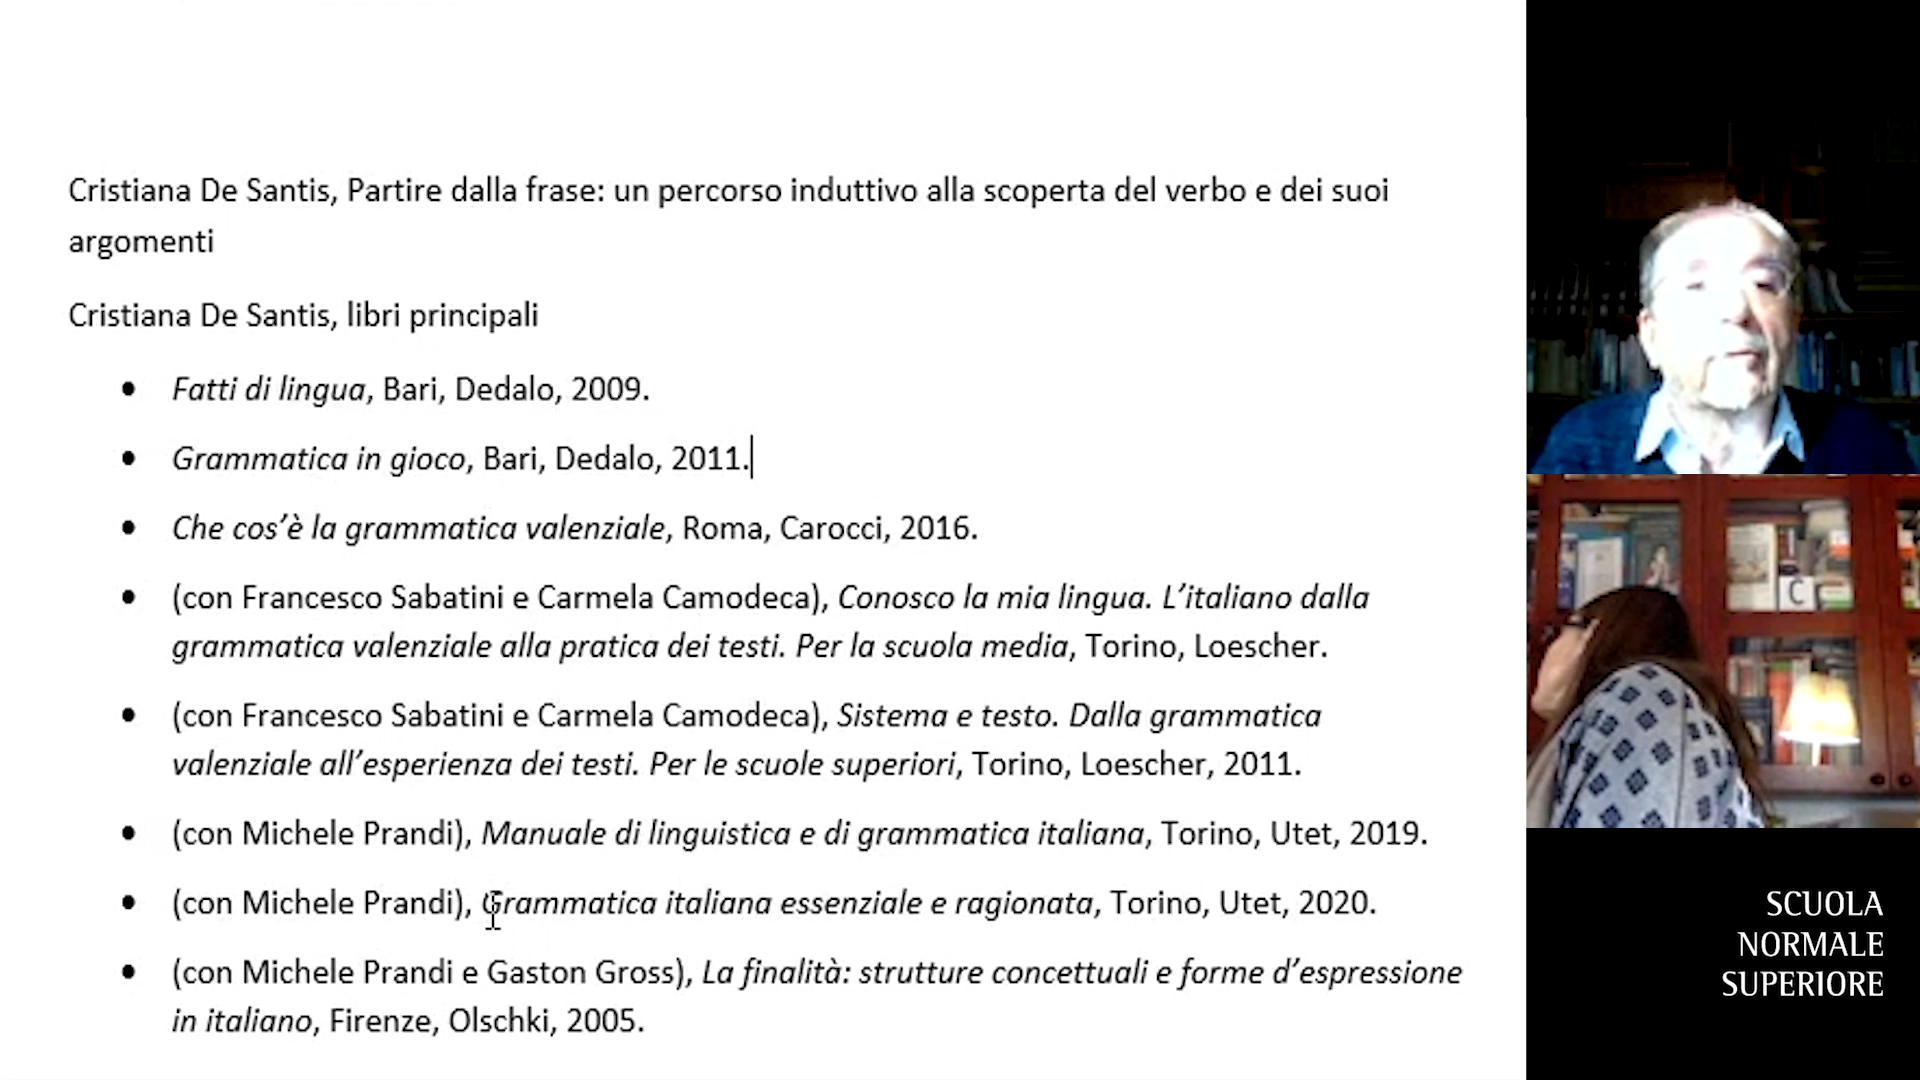 Cristiana De Santis, Partire dalla frase: un percorso induttivo alla scoperta del verbo e dei suoi
argomenti
Cristiana De Santis, libri principali
• Fatti di lingua, Bari, Dedalo, 2009.
• Grammatica in gioco, Bari, Dedalo, 2011.
• Che cos’è la grammatica valenziale, Roma, Carocci, 2016.
• (con Francesco Sabatini e Carmela Camodeca), Conosco la mia lingua. L’italiano dalla
grammatica valenziale alla pratica dei testi. Per la scuola media, Torino, Loescher.
• (con Francesco Sabatini e Carmela Camodeca), Sistema e testo. Dalla grammatica
valenziale all’esperienza dei testi. Per le scuole superiori, Torino, Loescher, 2011.
• (con Michele Prandi), Manuale di linguistica e di grammatica italiana, Torino, Utet, 2019.
• (con Michele Prandi), Grammatica italiana essenziale e ragionata, Torino, Utet, 2020.
• (con Michele Prandi e Gaston Gross), La finalità: strutture concettuali e forme d’espressione
in italiano, Firenze, Olschki, 2005.
C
SCUOLA
NORMALE
SUPERIORE